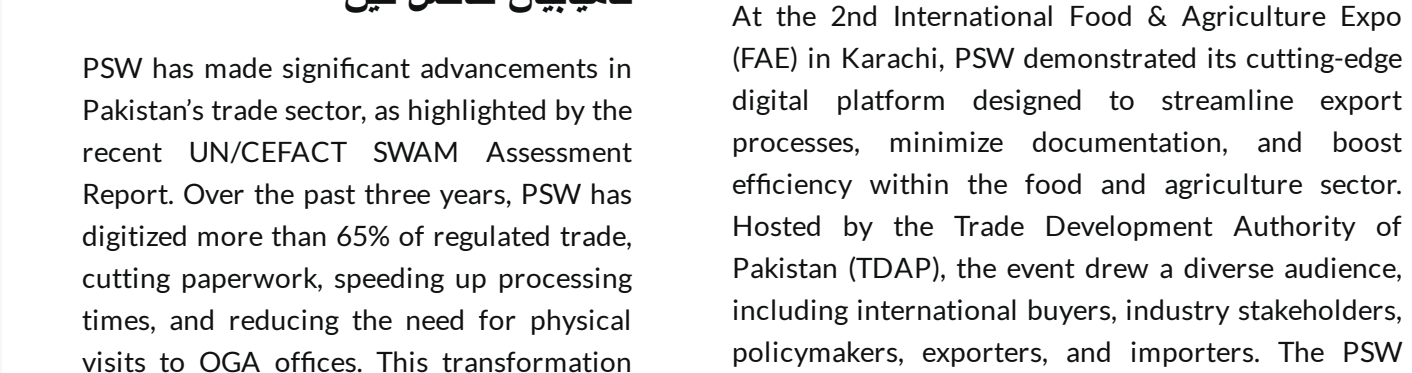 PSW has made significant advancements in
Pakistan’s trade sector, as highlighted by the
recent UN/CEFACT SWAM Assessment
Report. Over the past three years, PSW has
digitized more than 65% of regulated trade,
cutting paperwork, speeding up processing
times, and reducing the need for physical
visits to OGA offices. This transformation
At the 2nd International Food & Agriculture Expo
(FAE) in Karachi, PSW demonstrated its cutting-edge
digital platform designed to streamline export
processes, minimize documentation, and boost
efficiency within the food and agriculture sector.
Hosted by the Trade Development Authority of
Pakistan (TDAP), the event drew a diverse audience,
including international buyers, industry stakeholders,
policymakers, exporters, and importers. The PSW